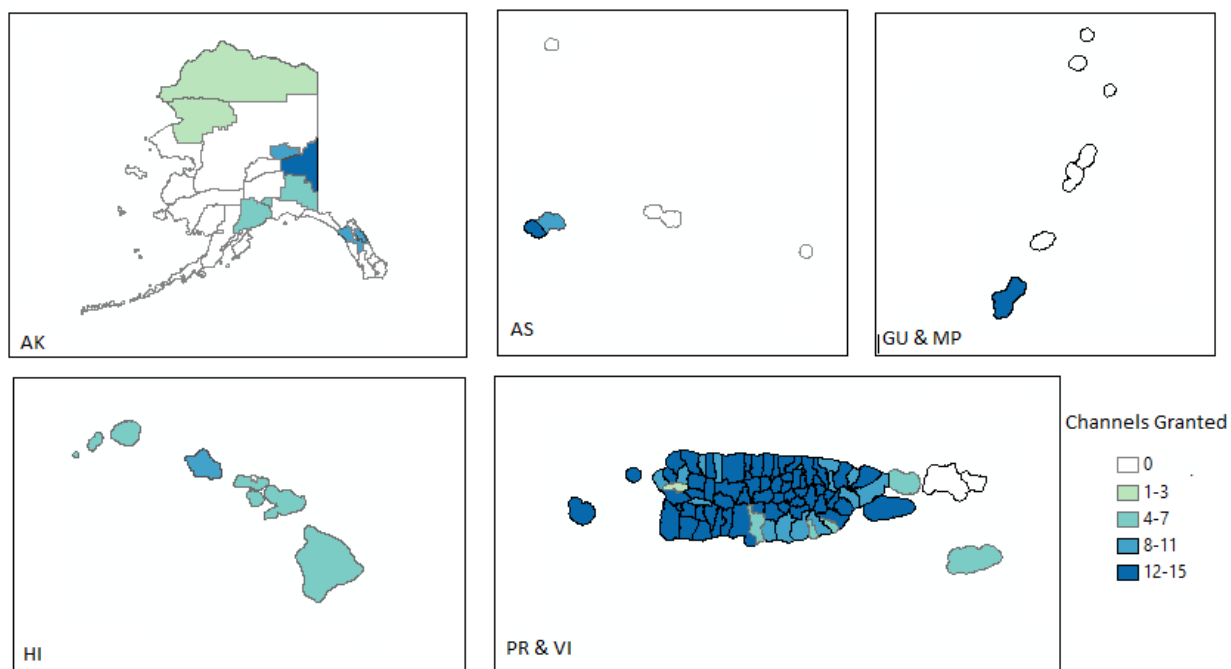 AK
AS
GU & MP
HI
PR & VI
Channels Granted
0
1-3
4-7
8-11
12-15